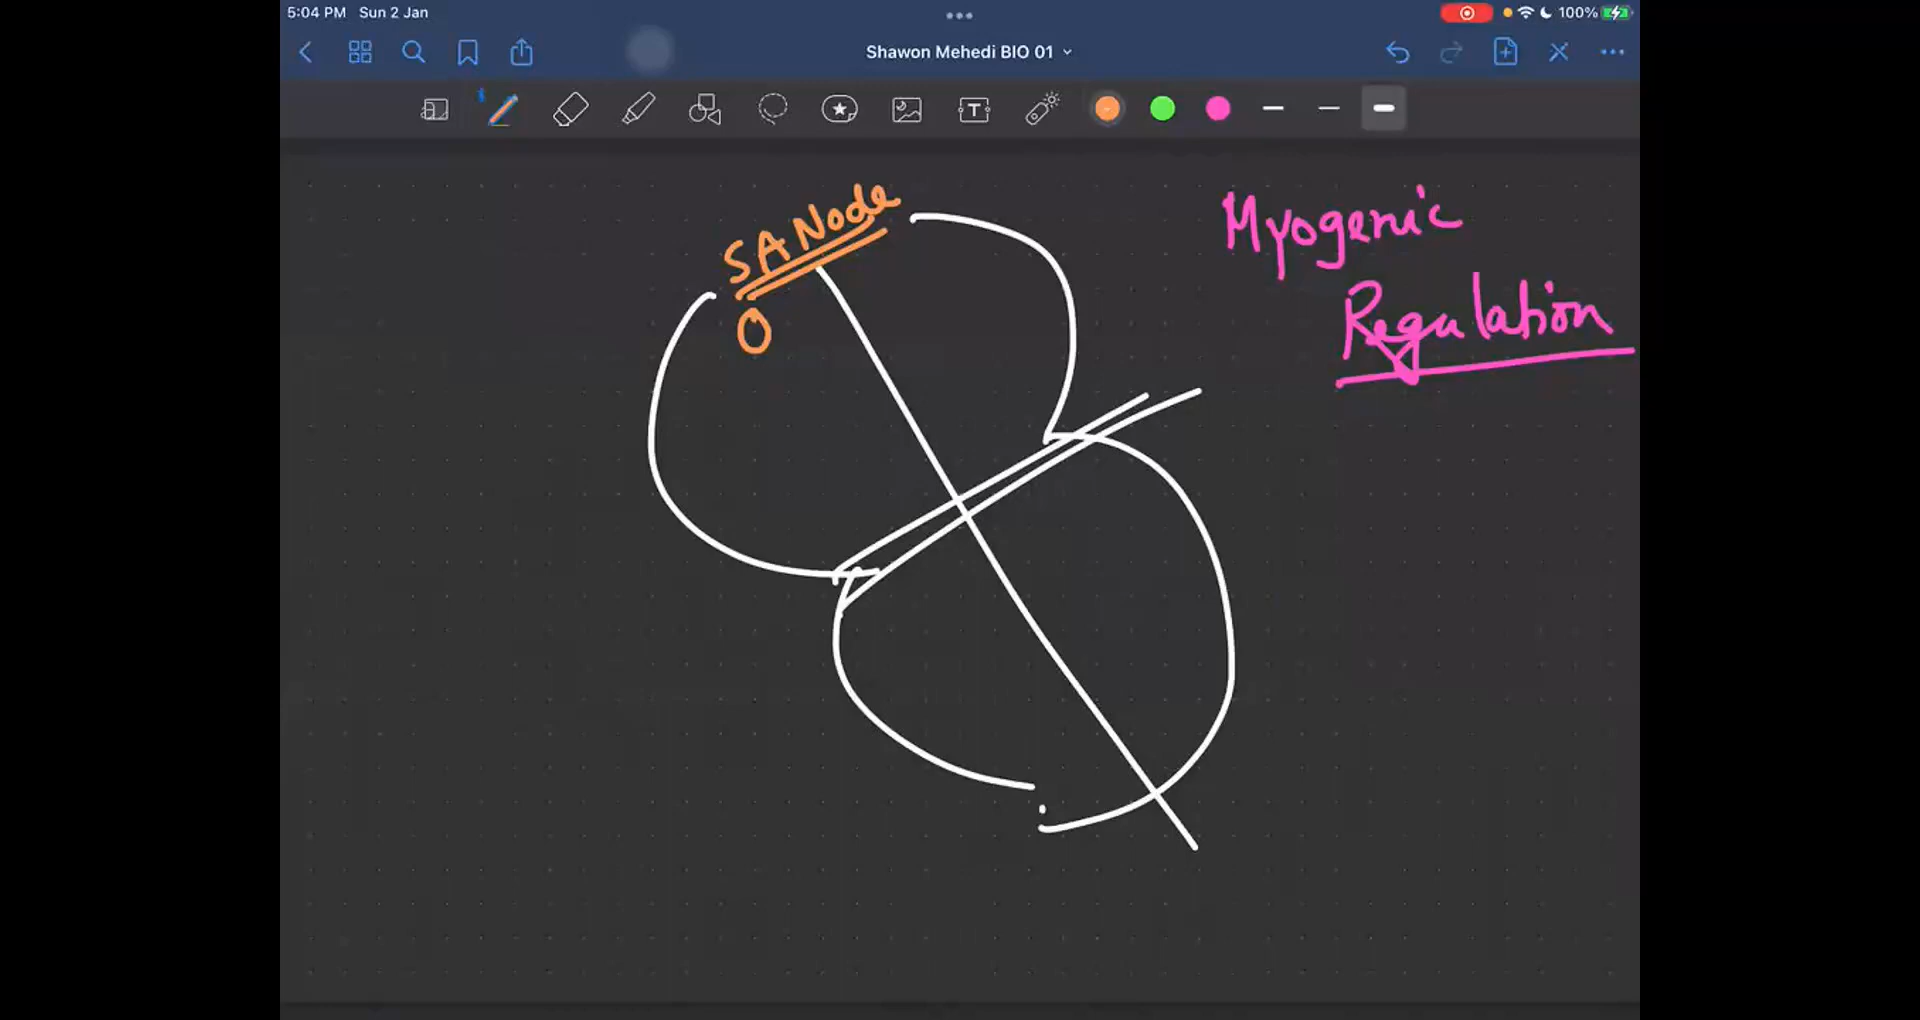 5:04 PM Sun 2 Jan
100%
Shawon Mehedi BIO 01
T
SA Node
Myogenic
Regulation